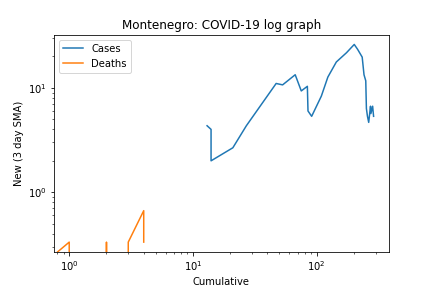 Montenegro: COVID-19 log graph
Cases
Deaths
New (3 day SMA)
10¹
10⁰
10⁰
10¹
10²
Cumulative